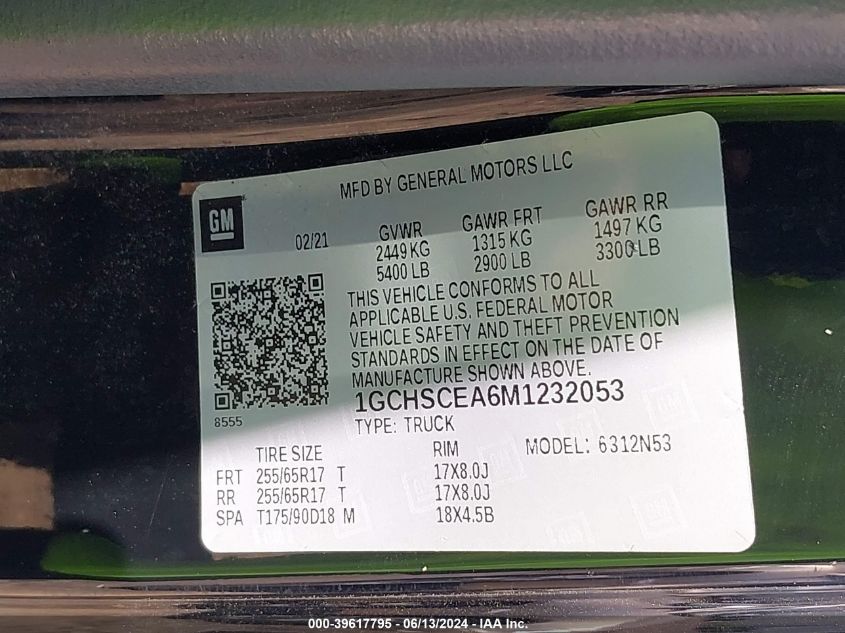 MFD BY GENERAL MOTORS LLC
GM
02/21
GVWR GAWR FRT GAWR RR
2449 KG 1315 KG 1497 KG
5400 LB 2900 LB 3300 LB
THIS VEHICLE CONFORMS TO ALL
APPLICABLE U.S. FEDERAL MOTOR
VEHICLE SAFETY AND THEFT PREVENTION
STANDARDS IN EFFECT ON THE DATE OF
MANUFACTURE SHOWN ABOVE.
1GCHSCEA6M1232053
8555
TYPE: TRUCK
TIRE SIZE RIM MODEL: 6312N53
FRT 255/65R17 T 17X8.0J
RR 255/65R17 T 17X8.0J
SPA T175/90D18 M 18X4.5B
000-39617795 - 06/13/2024 - IAA Inc.